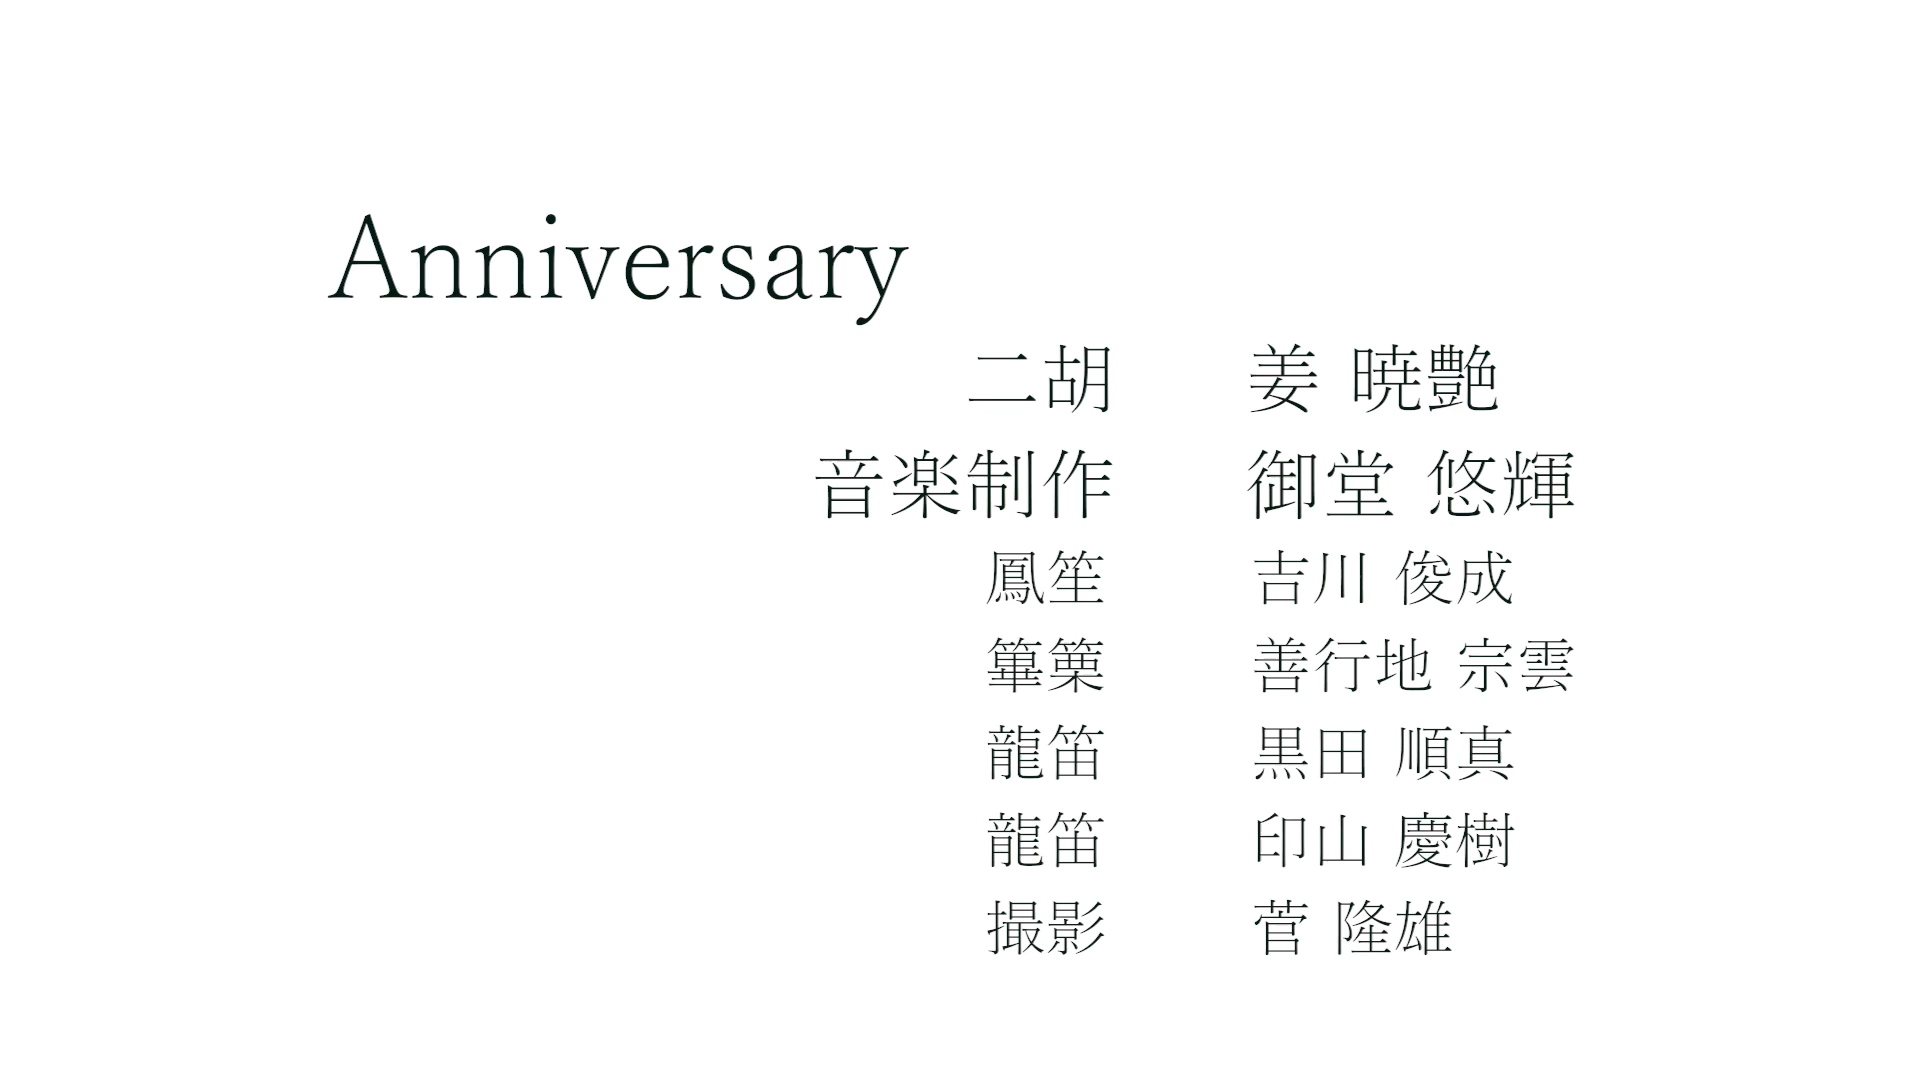 Anniversary
二胡 姜 暁艶
音楽制作 御堂 悠輝
鳳笙 吉川 俊成
篳篥 善行地 宗雲
龍笛 黒田 順真
龍笛 印山 慶樹
撮影 菅 隆雄